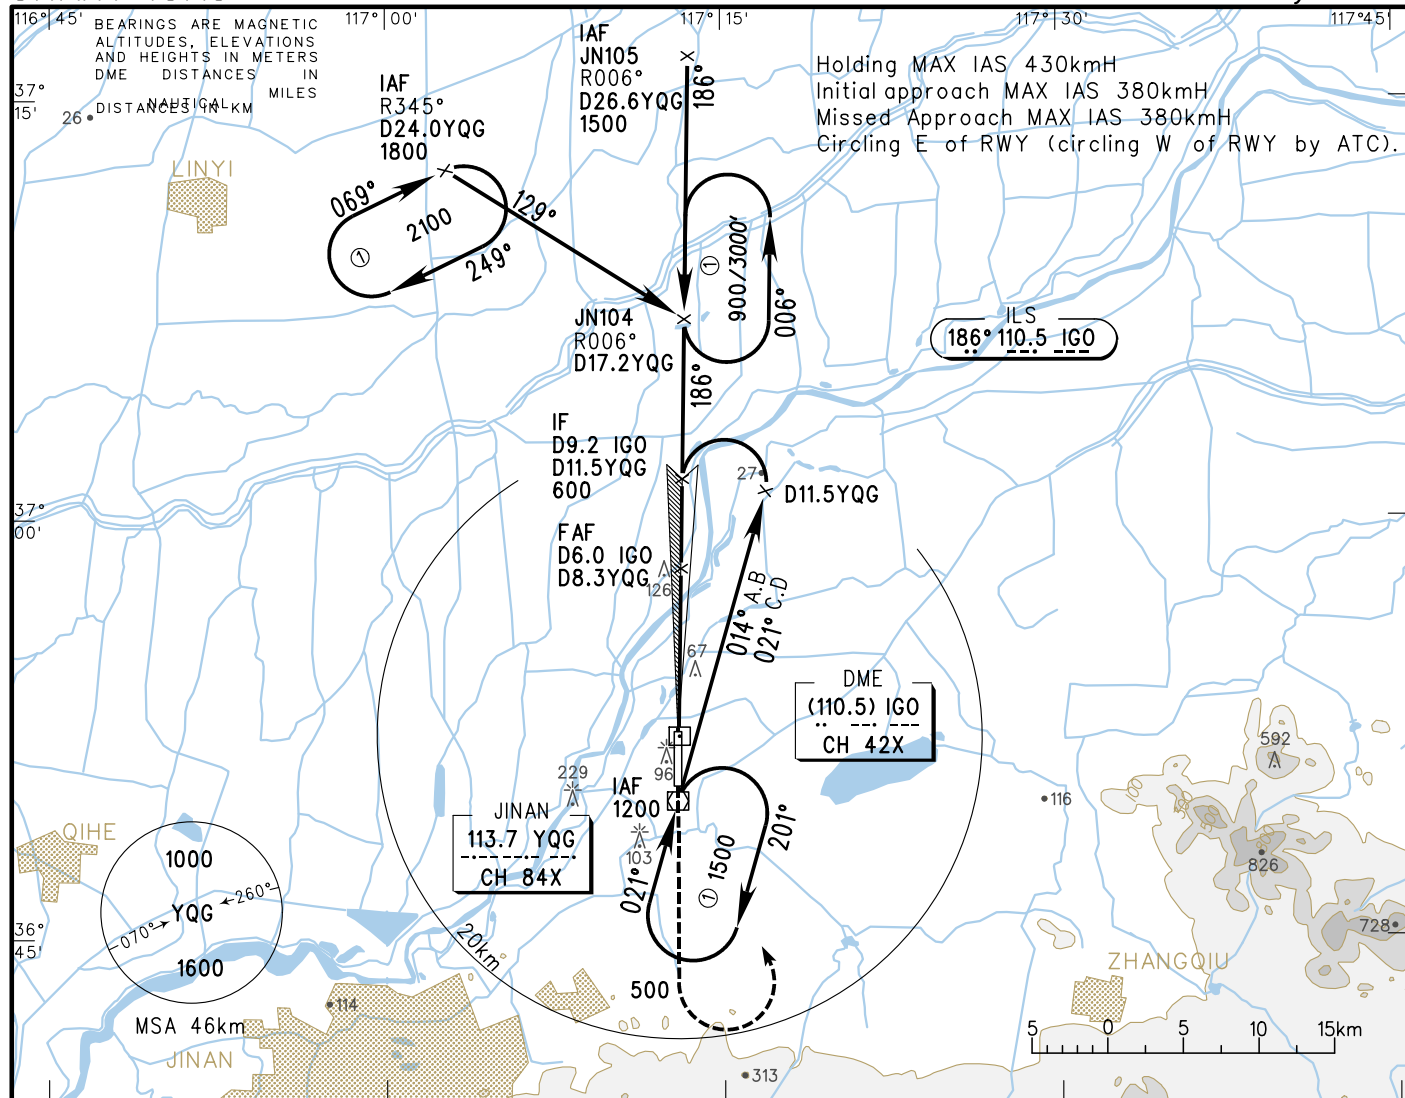 116°45'
117°00'
117°15'
117°30'
117°45'
BEARINGS ARE MAGNETIC
ALTITUDES, ELEVATIONS
AND HEIGHTS IN METERS
DME DISTANCES IN
NAUTICAL MILES
DISTANCES IN KM
37°
15'
26
LINYI
IAF
R345°
D24.0YQG
1800
IAF
JN105
R006°
D26.6YQG
1500
186°
Holding MAX IAS 430kmH
Initial approach MAX IAS 380kmH
Missed Approach MAX IAS 380kmH
Circling E of RWY (circling W of RWY by ATC).
069°
2100
①
249°
129°
①
900/3000'
006°
JN104
R006°
D17.2YQG
186°
ILS
186° 110.5 IGO
IF
D9.2 IGO
D11.5YQG
600
27
D11.5YQG
37°
00'
FAF
D6.0 IGO
D8.3YQG
126
014° A.B
021° C.D
67
DME
(110.5) IGO
CH 42X
592
96
229
IAF
1200
116
JINAN
113.7 YQG
CH 84X
103
021°
① 1500
201°
826
728
QIHE
1000
YQG
070°
260°
1600
MSA 46km
36°
45'
20km
500
ZHANGQIU
114
JINAN
313
5 0 5 10 15km